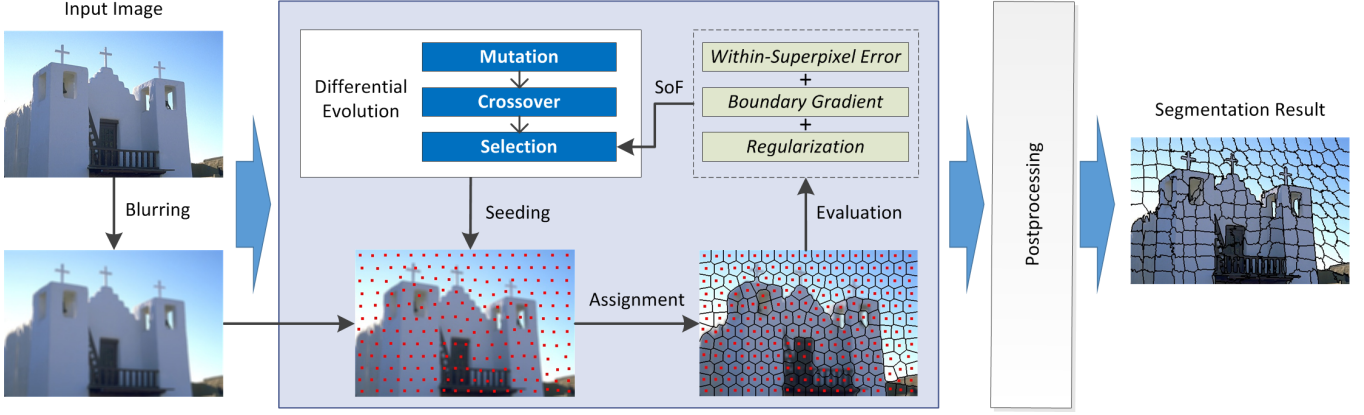 Input Image
Blurring
Differential
Evolution
Mutation
Crossover
Selection
SoF
Within-Superpixel Error
+
Boundary Gradient
+
Regularization
Seeding
Evaluation
Assignment
Postprocessing
Segmentation Result